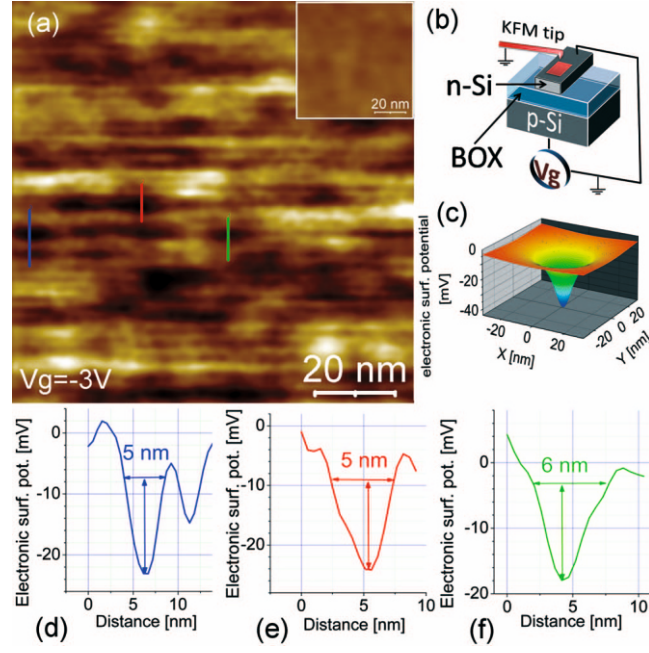 (a)
20 nm
Vg=-3V
20 nm
(b)
KFM tip
n-Si
p-Si
BOX
Vg
(c)
electronic surf. potential
[mV]
0
-20
-40
-20
0
20
X [nm]
-20
0
20
Y [nm]
Electronic surf. pot. [mV]
0
-10
-20
5 nm
0
5
10
Distance [nm]
(d)
Electronic surf. pot. [mV]
0
-10
-20
5 nm
0
5
10
Distance [nm]
(e)
Electronic surf. pot. [mV]
0
-10
-20
6 nm
0
5
10
Distance [nm]
(f)